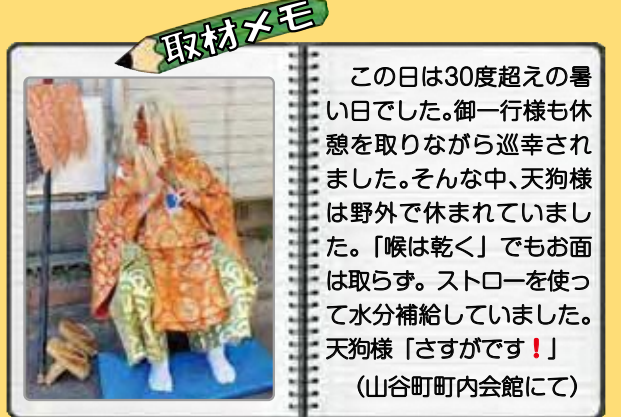 取材メモ
この日は30度超えの暑
い日でした。御一行様も休
憩を取りながら巡幸され
ました。そんな中、天狗様
は野外で休まれていまし
た。「喉は乾く」でもお面
は取らず。ストローを使っ
て水分補給していました。
天狗様「さすがです！」
（山谷町町内会館にて）